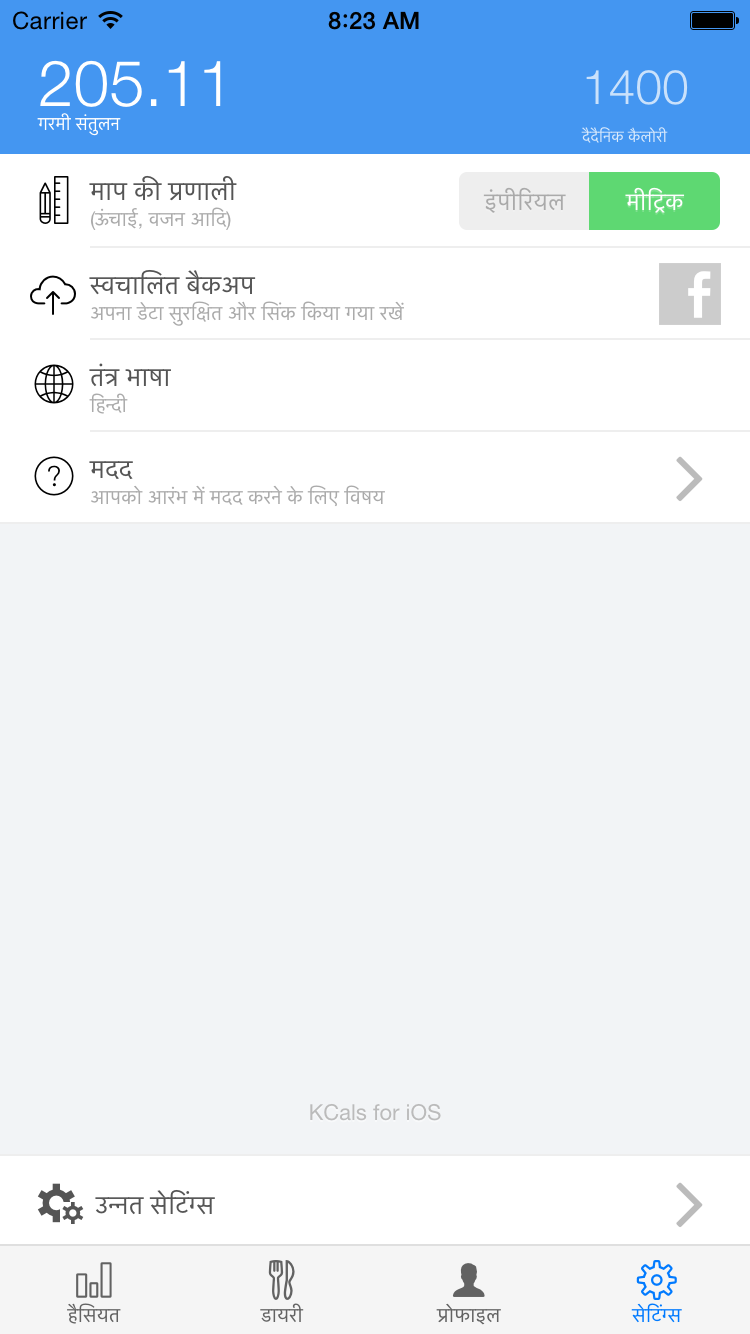 Carrier 8:23 AM
205.11
1400
गरमी संतुलन
दैदैनिक कैलोरी
माप की प्रणाली
(ऊंचाई, वजन आदि)
इंपीरियल मीट्रिक
स्वचालित बैकअप
अपना डेटा सुरक्षित और सिंक किया गया रखें
f
तंत्र भाषा
हिन्दी
मदद
?
आपको आरंभ में मदद करने के लिए विषय
KCals for iOS
उन्नत सेटिंग्स
हैसियत डायरी प्रोफाइल सेटिंग्स